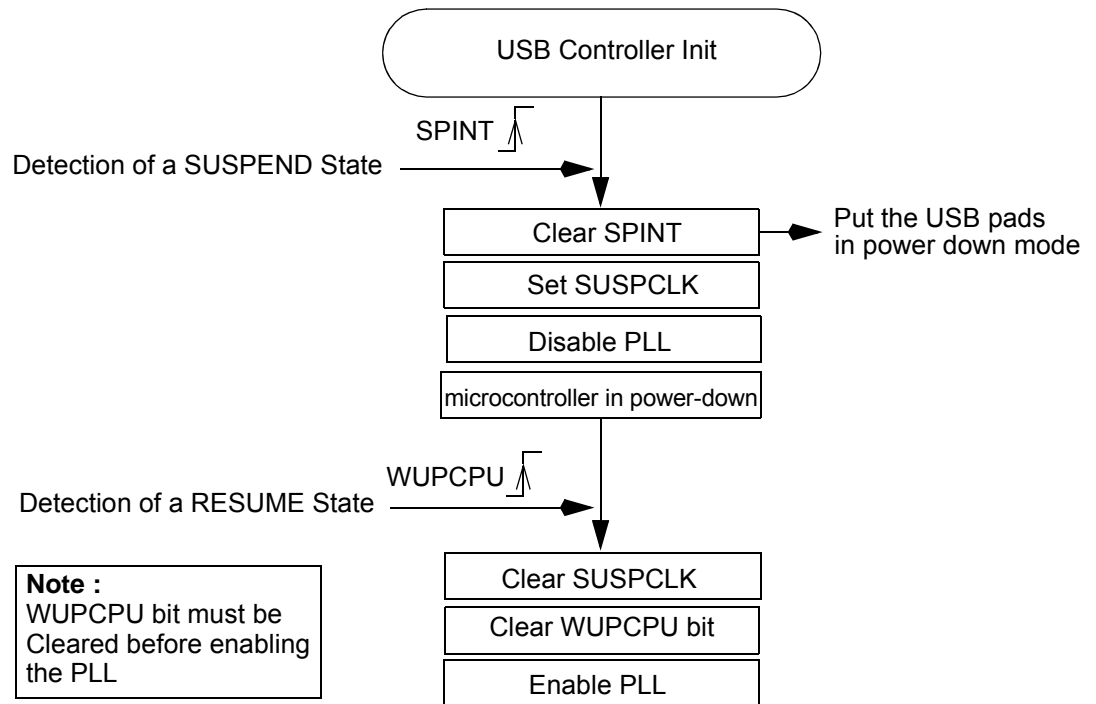 USB Controller Init
SPINT
Detection of a SUSPEND State
Clear SPINT
Put the USB pads
in power down mode
Set SUSPCLK
Disable PLL
microcontroller in power-down
WUPCPU
Detection of a RESUME State
Clear SUSPCLK
Clear WUPCPU bit
Enable PLL
Note :
WUPCPU bit must be
Cleared before enabling
the PLL